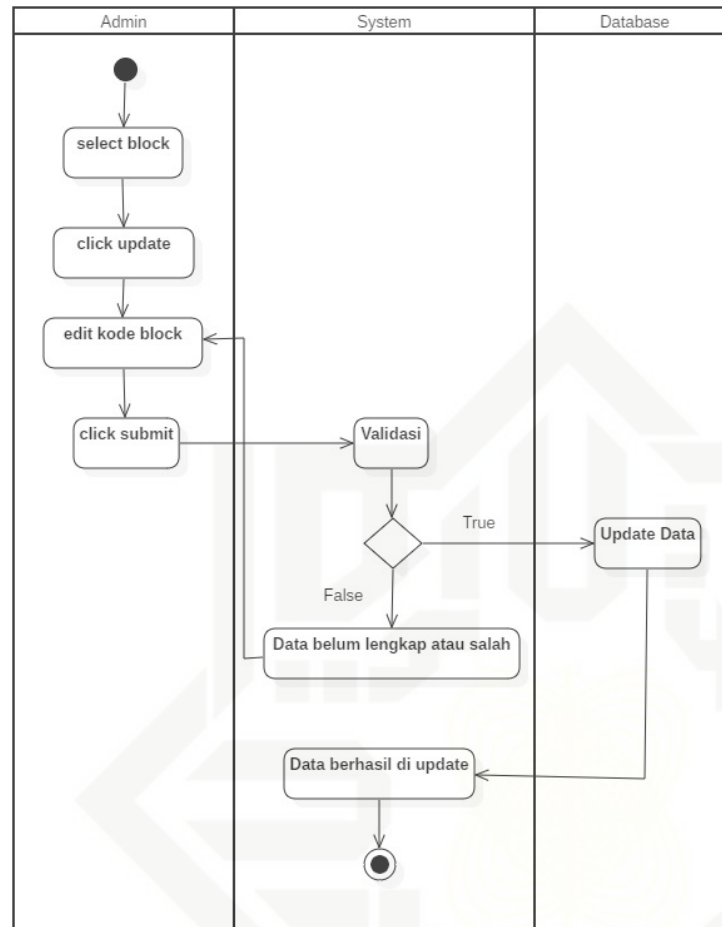 Admin
System
Database
select block
click update
edit kode block
click submit
Validasi
True
Update Data
False
Data belum lengkap atau salah
Data berhasil di update